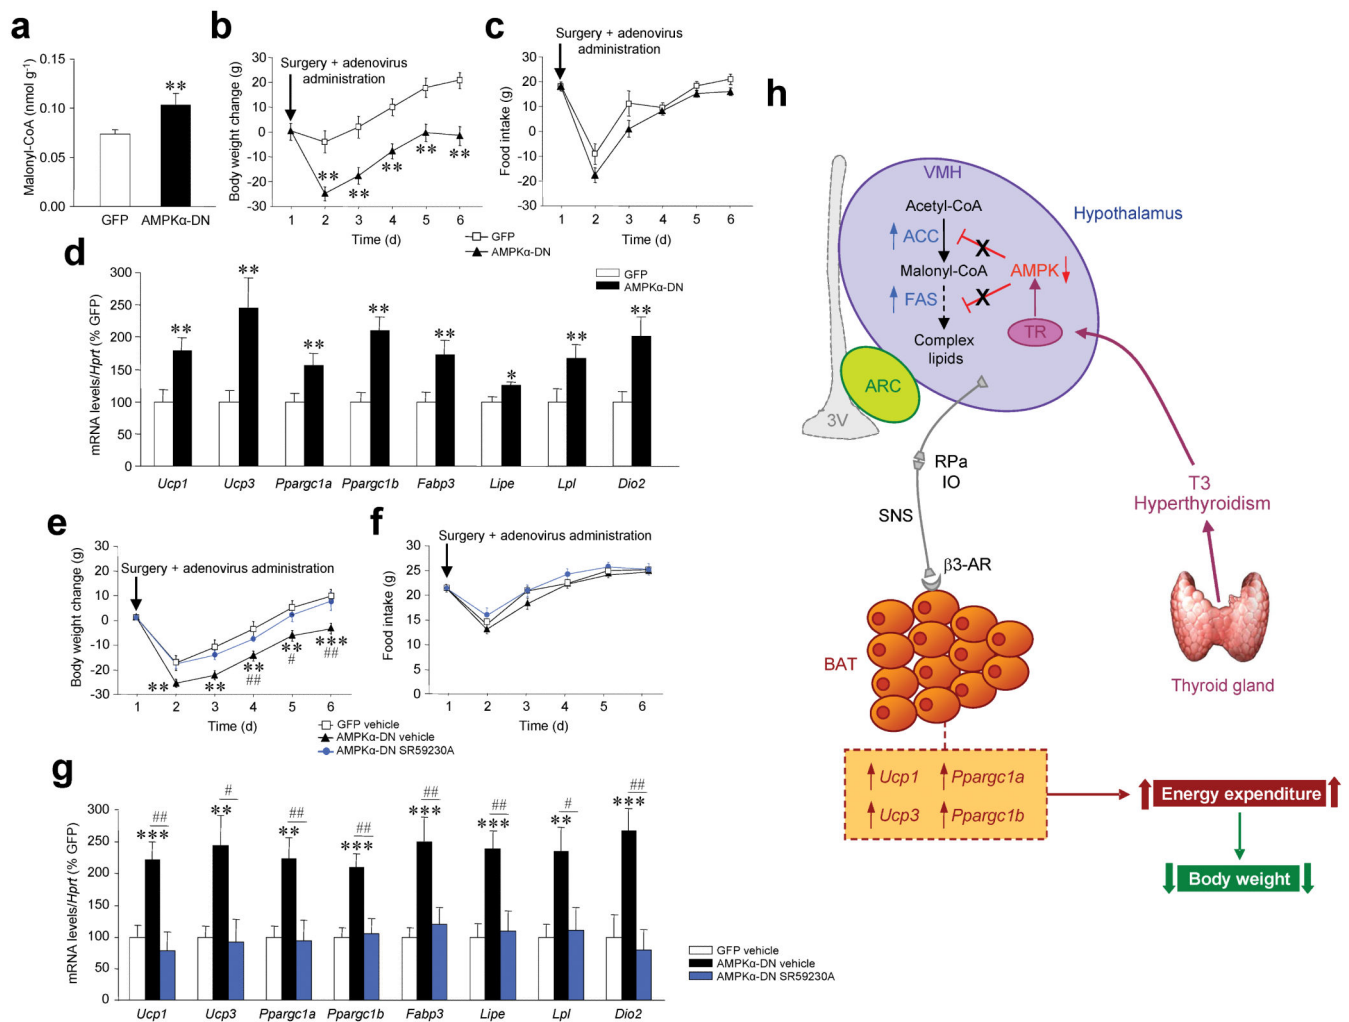 a
Malonyl-CoA (nmol g⁻¹)
0.15
0.10
0.05
0.00
**
GFP
AMPKα-DN
b
Surgery + adenovirus
administration
Body weight change (g)
30
20
10
0
-10
-20
-30
**
**
**
**
**
1 2 3 4 5 6
Time (d)
c
Surgery + adenovirus
administration
Food intake (g)
30
20
10
0
-10
-20
-30
1 2 3 4 5 6
Time (d)
GFP
AMPKα-DN
d
mRNA levels/Hprt (% GFP)
300
250
200
150
100
50
0
GFP
AMPKα-DN
** ** ** ** ** * ** **
Ucp1 Ucp3 Ppargc1a Ppargc1b Fabp3 Lipe Lpl Dio2
e
Surgery + adenovirus administration
Body weight change (g)
30
20
10
0
-10
-20
-30
** ** ** ** ***
## # ##
1 2 3 4 5 6
Time (d)
GFP vehicle
AMPKα-DN vehicle
AMPKα-DN SR59230A
f
Surgery + adenovirus administration
Food intake (g)
30
25
20
15
10
5
0
1 2 3 4 5 6
Time (d)
g
mRNA levels/Hprt (% GFP)
300
250
200
150
100
50
0
## # ## ## ## ## # ##
*** ** ** *** *** *** ** ***
Ucp1 Ucp3 Ppargc1a Ppargc1b Fabp3 Lipe Lpl Dio2
GFP vehicle
AMPKα-DN vehicle
AMPKα-DN SR59230A
h
VMH
Hypothalamus
Acetyl-CoA
ACC
X
Malonyl-CoA
AMPK
FAS
X
TR
Complex
lipids
ARC
3V
RPa
IO
SNS
β3-AR
BAT
T3
Hyperthyroidism
Thyroid gland
Ucp1 Ppargc1a
Ucp3 Ppargc1b
Energy expenditure
Body weight